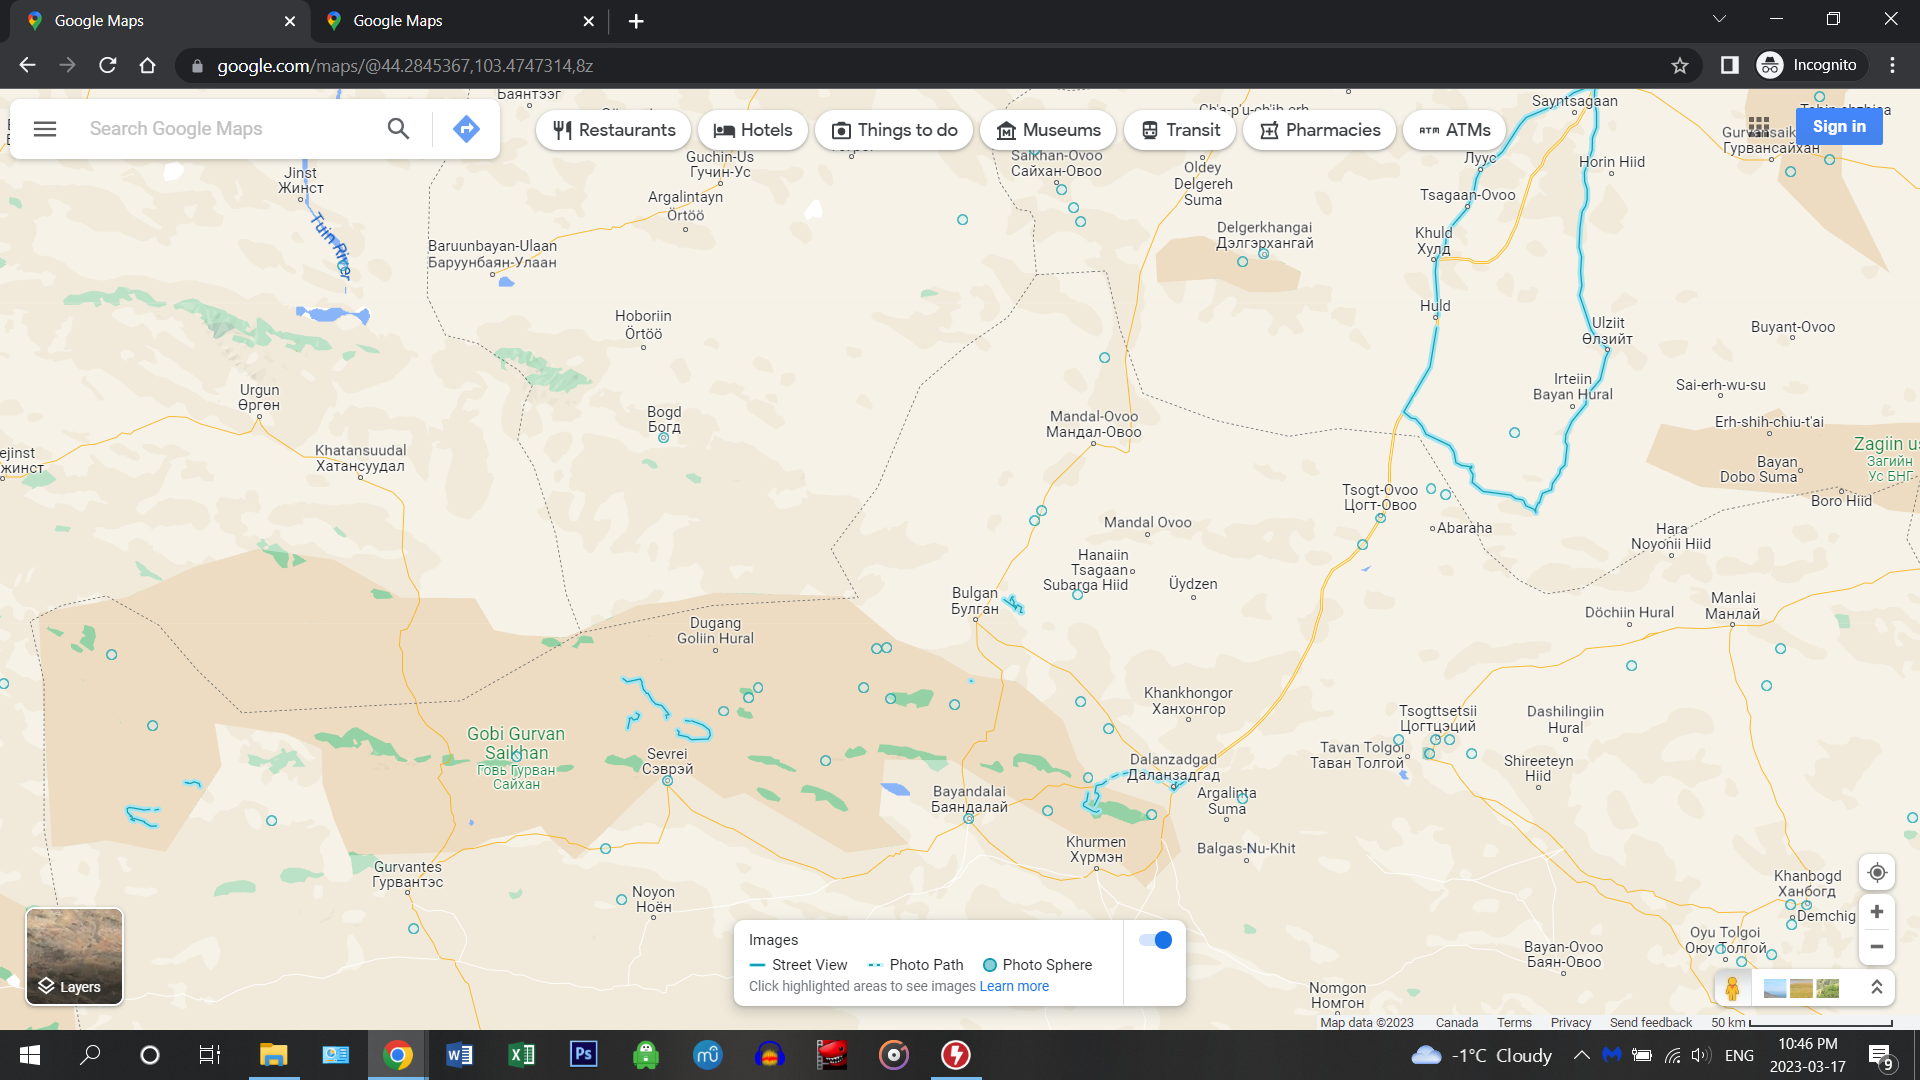 Google Maps
Google Maps
google.com/maps/@44.2845367,103.4747314,8z
Incognito
Баянтээг
Sayntsagaan
Search Google Maps
Restaurants
Hotels
Things to do
Museums
Transit
Pharmacies
ATMs
Sign in
Гурвансайхан
Guchin-Us
Гучин-Ус
Saikhan-Ovoo
Сайхан-Овоо
Луус
Horin Hiid
Jinst
Жинст
Oldey
Delgereh
Suma
Argalintayn
Örtöö
Tsagaan-Ovoo
Tuin River
Delgerkhangai
Дэлгэрхангай
Khuld
Хулд
Baruunbayan-Ulaan
Баруунбаян-Улаан
Huld
Hoboriin
Örtöö
Ulziit
Өлзийт
Buyant-Ovoo
Urgun
Өргөн
Irteiin
Bayan Hural
Sai-erh-wu-su
Bogd
Богд
Mandal-Ovoo
Мандал-Овоо
Erh-shih-chiu-t'ai
Zagiin us
Загийн
Ус БНГ
ejinst
жинст
Khatansuudal
Хатансуудал
Bayan
Dobo Suma
Tsogt-Ovoo
Цогт-Овоо
Boro Hiid
Mandal Ovoo
Abaraha
Hara
Noyonii Hiid
Hanaiin
Tsagaan
Subarga Hiid
Üydzen
Bulgan
Булган
Manlai
Манлай
Döchiin Hural
Dugang
Goliin Hural
Khankhongor
Ханхонгор
Tsogttsetsii
Цогтцэций
Dashilingiin
Hural
Gobi Gurvan
Saikhan
Говь Гурван
Сайхан
Sevrei
Сэврэй
Tavan Tolgoi
Таван Толгой
Dalanzadgad
Даланзадгад
Shireeteyn
Hiid
Bayandalai
Баяндалай
Argalinta
Suma
Khurmen
Хүрмэн
Balgas-Nu-Khit
Gurvantes
Гурвантэс
Noyon
Ноён
Khanbogd
Ханбогд
Demchig
Oyu Tolgoi
Оюу Толгой
Bayan-Ovoo
Баян-Овоо
Nomgon
Номгон
Layers
Images
Street View
Photo Path
Photo Sphere
Click highlighted areas to see images Learn more
Map data ©2023
Canada
Terms
Privacy
Send feedback
50 km
-1°C Cloudy
ENG
10:46 PM
2023-03-17
9